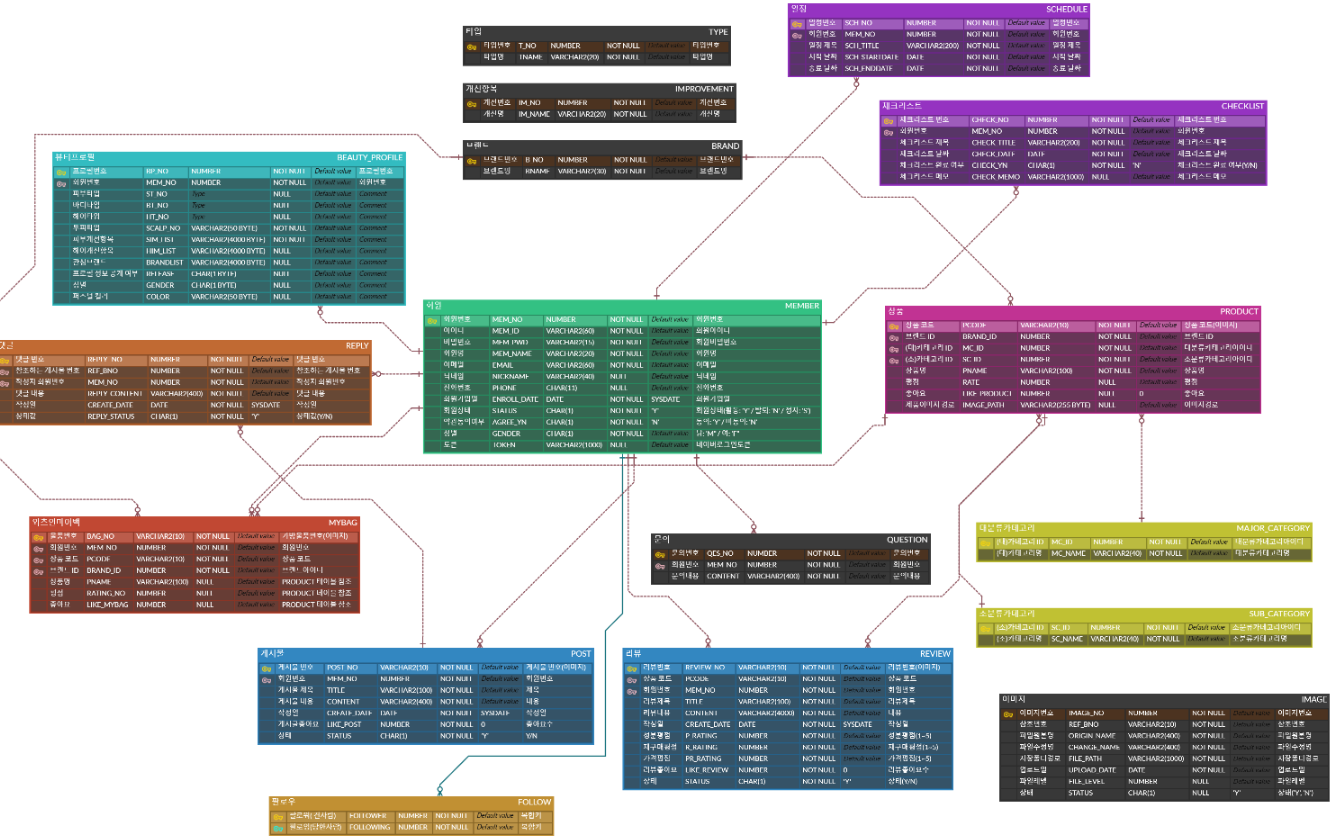 타입 TYPE
타입번호 T_NO NUMBER NOT NULL Default value 타입번호
타입명 TNAME VARCHAR2(20) NOT NULL Default value 타입명
개선항목 IMPROVEMENT
개선번호 IM_NO NUMBER NOT NULL Default value 개선번호
개선명 IM_NAME VARCHAR2(20) NOT NULL Default value 개선명
브랜드 BRAND
브랜드번호 B_NO NUMBER NOT NULL Default value 브랜드번호
브랜드명 BNAME VARCHAR2(30) NOT NULL Default value 브랜드명
일정 SCHEDULE
일정번호 SCH_NO NUMBER NOT NULL Default value 일정번호
회원번호 MEM_NO NUMBER NOT NULL Default value 회원번호
일정 제목 SCH_TITLE VARCHAR2(200) NOT NULL Default value 일정 제목
시작 날짜 SCH_STARTDATE DATE NOT NULL Default value 시작 날짜
종료 날짜 SCH_ENDDATE DATE NOT NULL Default value 종료 날짜
체크리스트 CHECKLIST
체크리스트 번호 CHECK_NO NUMBER NOT NULL Default value 체크리스트 번호
회원번호 MEM_NO NUMBER NOT NULL Default value 회원번호
체크리스트 제목 CHECK_TITLE VARCHAR2(200) NOT NULL Default value 체크리스트 제목
체크리스트 날짜 CHECK_DATE DATE NOT NULL Default value 체크리스트 날짜
체크리스트 완료 여부 CHECK_YN CHAR(1) NOT NULL 'N' 체크리스트 완료 여부(Y/N)
체크리스트 메모 CHECK_MEMO VARCHAR2(1000) NULL Default value 체크리스트 메모
뷰티프로필 BEAUTY_PROFILE
프로필번호 BP_NO NUMBER NOT NULL Default value 프로필번호
회원번호 MEM_NO NUMBER NOT NULL Default value 회원번호
피부타입 ST_NO Type NULL Default value Comment
바디타입 BT_NO Type NULL Default value Comment
헤어타입 HT_NO Type NULL Default value Comment
두피타입 SCALP_NO VARCHAR2(50 BYTE) NOT NULL Default value Comment
피부개선항목 SIM_LIST VARCHAR2(4000 BYTE) NOT NULL Default value Comment
헤어개선항목 HIM_LIST VARCHAR2(4000 BYTE) NULL Default value Comment
관심브랜드 BRANDLIST VARCHAR2(4000 BYTE) NULL Default value Comment
프로필 정보 공개 여부 RELEASE CHAR(1 BYTE) NULL Default value Comment
성별 GENDER CHAR(1 BYTE) NULL Default value Comment
퍼스널 컬러 COLOR VARCHAR2(50 BYTE) NULL Default value Comment
회원 MEMBER
회원번호 MEM_NO NUMBER NOT NULL Default value 회원번호
아이디 MEM_ID VARCHAR2(60) NOT NULL Default value 회원아이디
비밀번호 MEM_PWD VARCHAR2(15) NOT NULL Default value 회원비밀번호
회원명 MEM_NAME VARCHAR2(20) NOT NULL Default value 회원명
이메일 EMAIL VARCHAR2(60) NOT NULL Default value 이메일
닉네임 NICKNAME VARCHAR2(40) NULL Default value 닉네임
전화번호 PHONE CHAR(11) NULL Default value 전화번호
회원가입일 ENROLL_DATE DATE NOT NULL SYSDATE 회원가입일
회원상태 STATUS CHAR(1) NOT NULL 'Y' 회원상태(활동: 'Y' / 탈퇴: 'N' / 정지: 'S')
약관동의여부 AGREE_YN CHAR(1) NOT NULL 'N' 동의: 'Y' / 미동의: 'N'
성별 GENDER CHAR(1) NOT NULL Default value 남: "M" / 여: "F"
토큰 TOKEN VARCHAR2(1000) NULL Default value 네이버로그인토큰
상품 PRODUCT
상품 코드 PCODE VARCHAR2(10) NOT NULL Default value 상품 코드(이미지)
브랜드 ID BRAND_ID NUMBER NOT NULL Default value 브랜드아이디
(대)카테고리 ID MC_ID NUMBER NOT NULL Default value 대분류카테고리아이디
(소)카테고리 ID SC_ID NUMBER NOT NULL Default value 소분류카테고리아이디
상품명 PNAME VARCHAR2(100) NOT NULL Default value 상품명
평점 RATE NUMBER NULL Default value 평점
좋아요 LIKE_PRODUCT NUMBER NULL 0 좋아요
제품이미지 경로 IMAGE_PATH VARCHAR2(255 BYTE) NULL Default value 이미지경로
댓글 REPLY
댓글 번호 REPLY_NO NUMBER NOT NULL Default value 댓글 번호
참조하는 게시물 번호 REF_BNO VARCHAR2(10) NOT NULL Default value 참조하는 게시물번호
작성자 회원번호 MEM_NO NUMBER NOT NULL Default value 작성자회원번호
댓글 내용 REPLY_CONTENT VARCHAR2(400) NOT NULL Default value 댓글 내용
작성일 CREATE_DATE DATE NOT NULL SYSDATE 작성일
상태값 REPLY_STATUS CHAR(1) NOT NULL 'Y' 상태값(Y/N)
위즈인마이백 MYBAG
물품번호 BAG_NO VARCHAR2(10) NOT NULL Default value
회원번호 MEM_NO NUMBER NOT NULL Default value 회원번호
상품 코드 PCODE VARCHAR2(10) NOT NULL Default value 상품 코드
브랜드 ID BRAND_ID NUMBER NOT NULL Default value 브랜드 아이디
상품명 PNAME VARCHAR2(100) NULL Default value PRODUCT 테이블 참조
평점 RATING_NO NUMBER NULL Default value PRODUCT 테이블 참조
좋아요 LIKE_MYBAG NUMBER NULL Default value PRODUCT 테이블 참조
문의 QUESTION
문의번호 QES_NO NUMBER NOT NULL Default value 문의번호
회원번호 MEM_NO NUMBER NOT NULL Default value 회원번호
문의내용 CONTENT VARCHAR2(400) NOT NULL Default value 문의내용
대분류카테고리 MAJOR_CATEGORY
(대)카테고리 ID MC_ID NUMBER NOT NULL Default value 대분류카테고리아이디
(대)카테고리명 MC_NAME VARCHAR2(40) NOT NULL Default value 대분류카테고리명
소분류카테고리 SUB_CATEGORY
(소)카테고리 ID SC_ID NUMBER NOT NULL Default value 소분류카테고리아이디
(소)카테고리명 SC_NAME VARCHAR2(40) NOT NULL Default value 소분류카테고리명
게시물 POST
게시물 번호 POST_NO VARCHAR2(10) NOT NULL Default value 게시물 번호(이미지)
회원번호 MEM_NO NUMBER NOT NULL Default value 회원번호
게시물 제목 TITLE VARCHAR2(100) NOT NULL Default value 제목
게시물 내용 CONTENT VARCHAR2(400) NOT NULL Default value 내용
작성일 CREATE_DATE DATE NOT NULL SYSDATE 작성일
게시글좋아요 LIKE_POST NUMBER NOT NULL 0 좋아요수
상태 STATUS CHAR(1) NOT NULL 'Y' Y/N
리뷰 REVIEW
리뷰번호 REVIEW_NO VARCHAR2(10) NOT NULL Default value 리뷰번호(이미지)
상품 코드 PCODE VARCHAR2(10) NOT NULL Default value 상품 코드
회원번호 MEM_NO NUMBER NOT NULL Default value 회원번호
리뷰제목 TITLE VARCHAR2(100) NOT NULL Default value 리뷰제목
리뷰내용 CONTENT VARCHAR2(4000) NOT NULL Default value 내용
작성일 CREATE_DATE DATE NOT NULL SYSDATE 작성일
성분평점 P_RATING NUMBER NOT NULL Default value 성분평점(1~5)
재구매평점 R_RATING NUMBER NOT NULL Default value 재구매평점(1~5)
가격평점 PR_RATING NUMBER NOT NULL Default value 가격평점(1~5)
리뷰좋아요 LIKE_REVIEW NUMBER NOT NULL 0 리뷰좋아요수
상태 STATUS CHAR(1) NOT NULL 'Y' 상태(Y/N)
이미지 IMAGE
이미지번호 IMAGE_NO NUMBER NOT NULL Default value 이미지번호
참조번호 REF_BNO VARCHAR2(10) NOT NULL Default value 참조번호
파일원본명 ORIGIN_NAME VARCHAR2(400) NOT NULL Default value 파일원본명
파일수정명 CHANGE_NAME VARCHAR2(400) NOT NULL Default value 파일수정명
저장폴더경로 FILE_PATH VARCHAR2(1000) NOT NULL Default value 저장폴더경로
업로드일 UPLOAD_DATE DATE NOT NULL Default value 업로드일
파일레벨 FILE_LEVEL NUMBER NULL Default value 파일레벨
상태 STATUS CHAR(1) NULL 'Y' 상태('Y', 'N')
팔로우 FOLLOW
팔로워( 신사람) FOLLOWER NUMBER NOT NULL Default value 복합키
팔로잉(당한사람) FOLLOWING NUMBER NOT NULL Default value 복합키